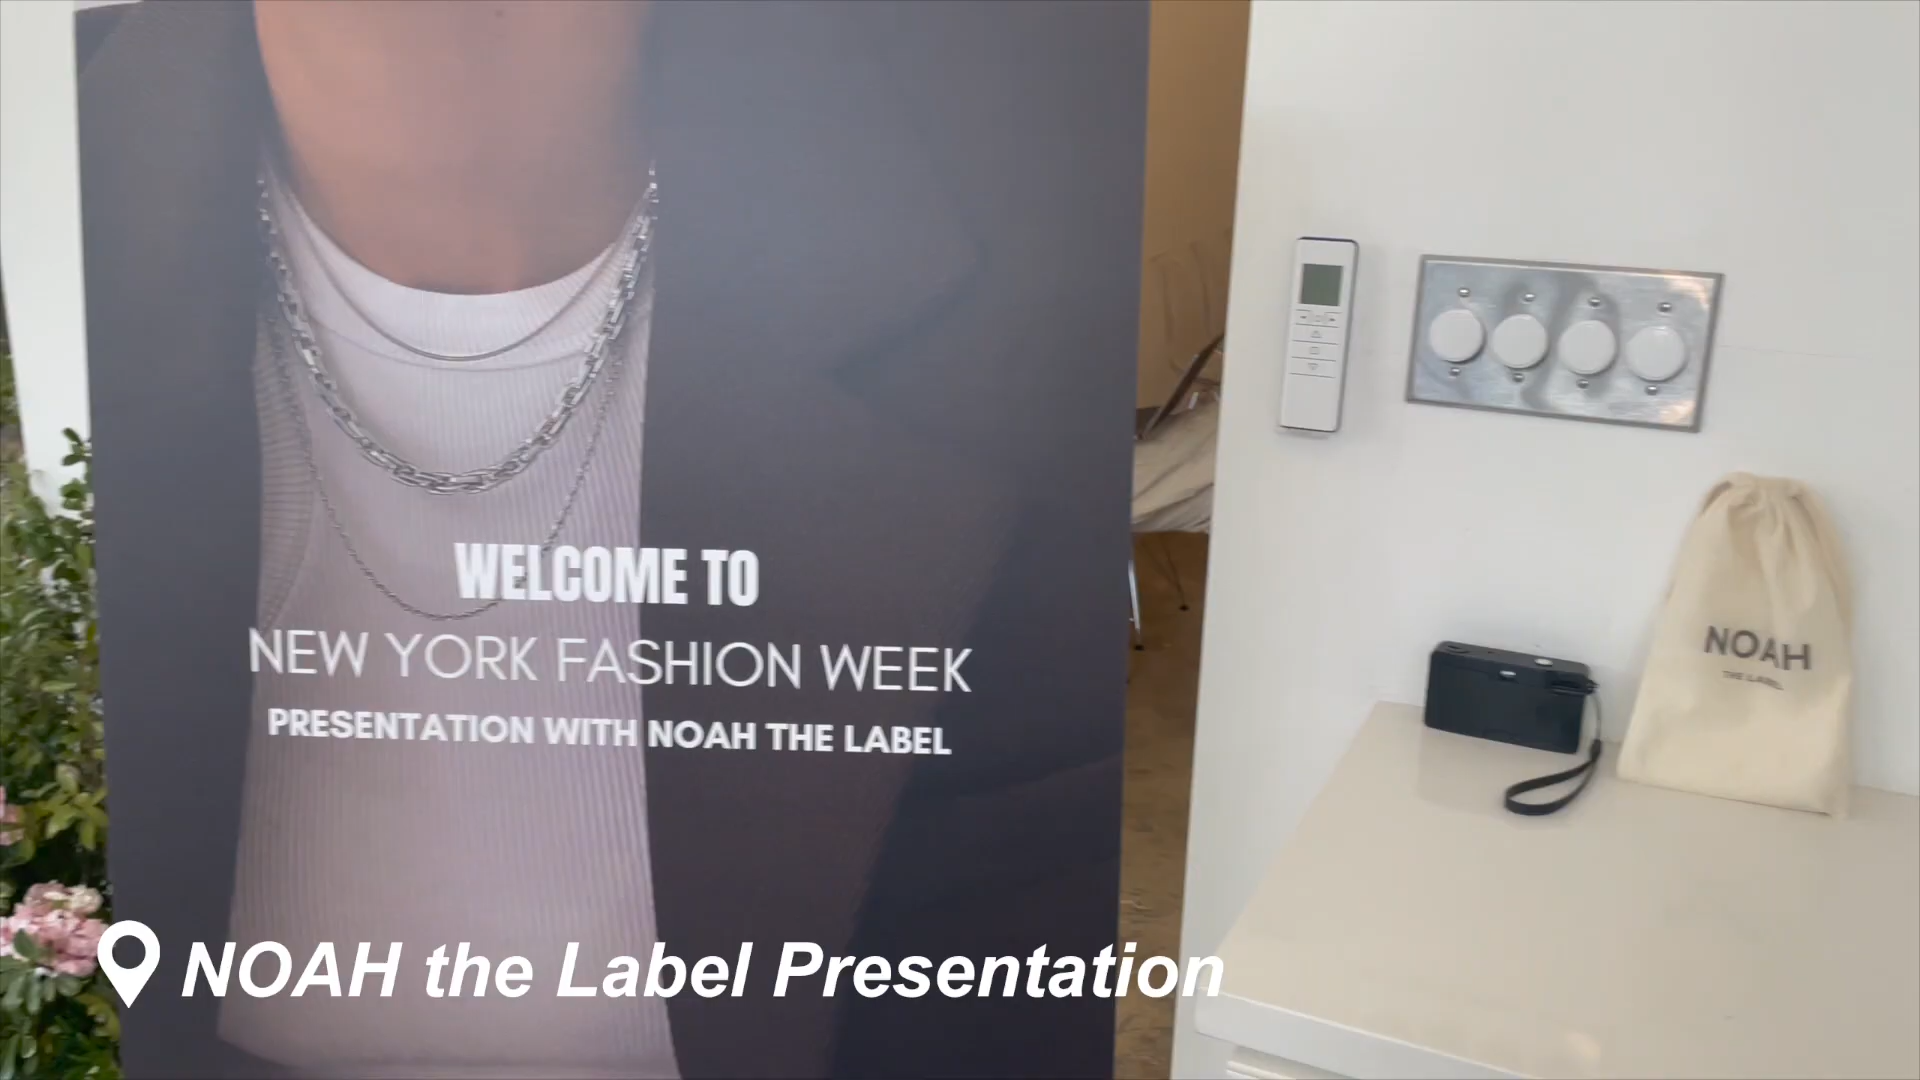 WELCOME TO
NEW YORK FASHION WEEK
PRESENTATION WITH NOAH THE LABEL
NOAH
THE LABEL
NOAH the Label Presentation